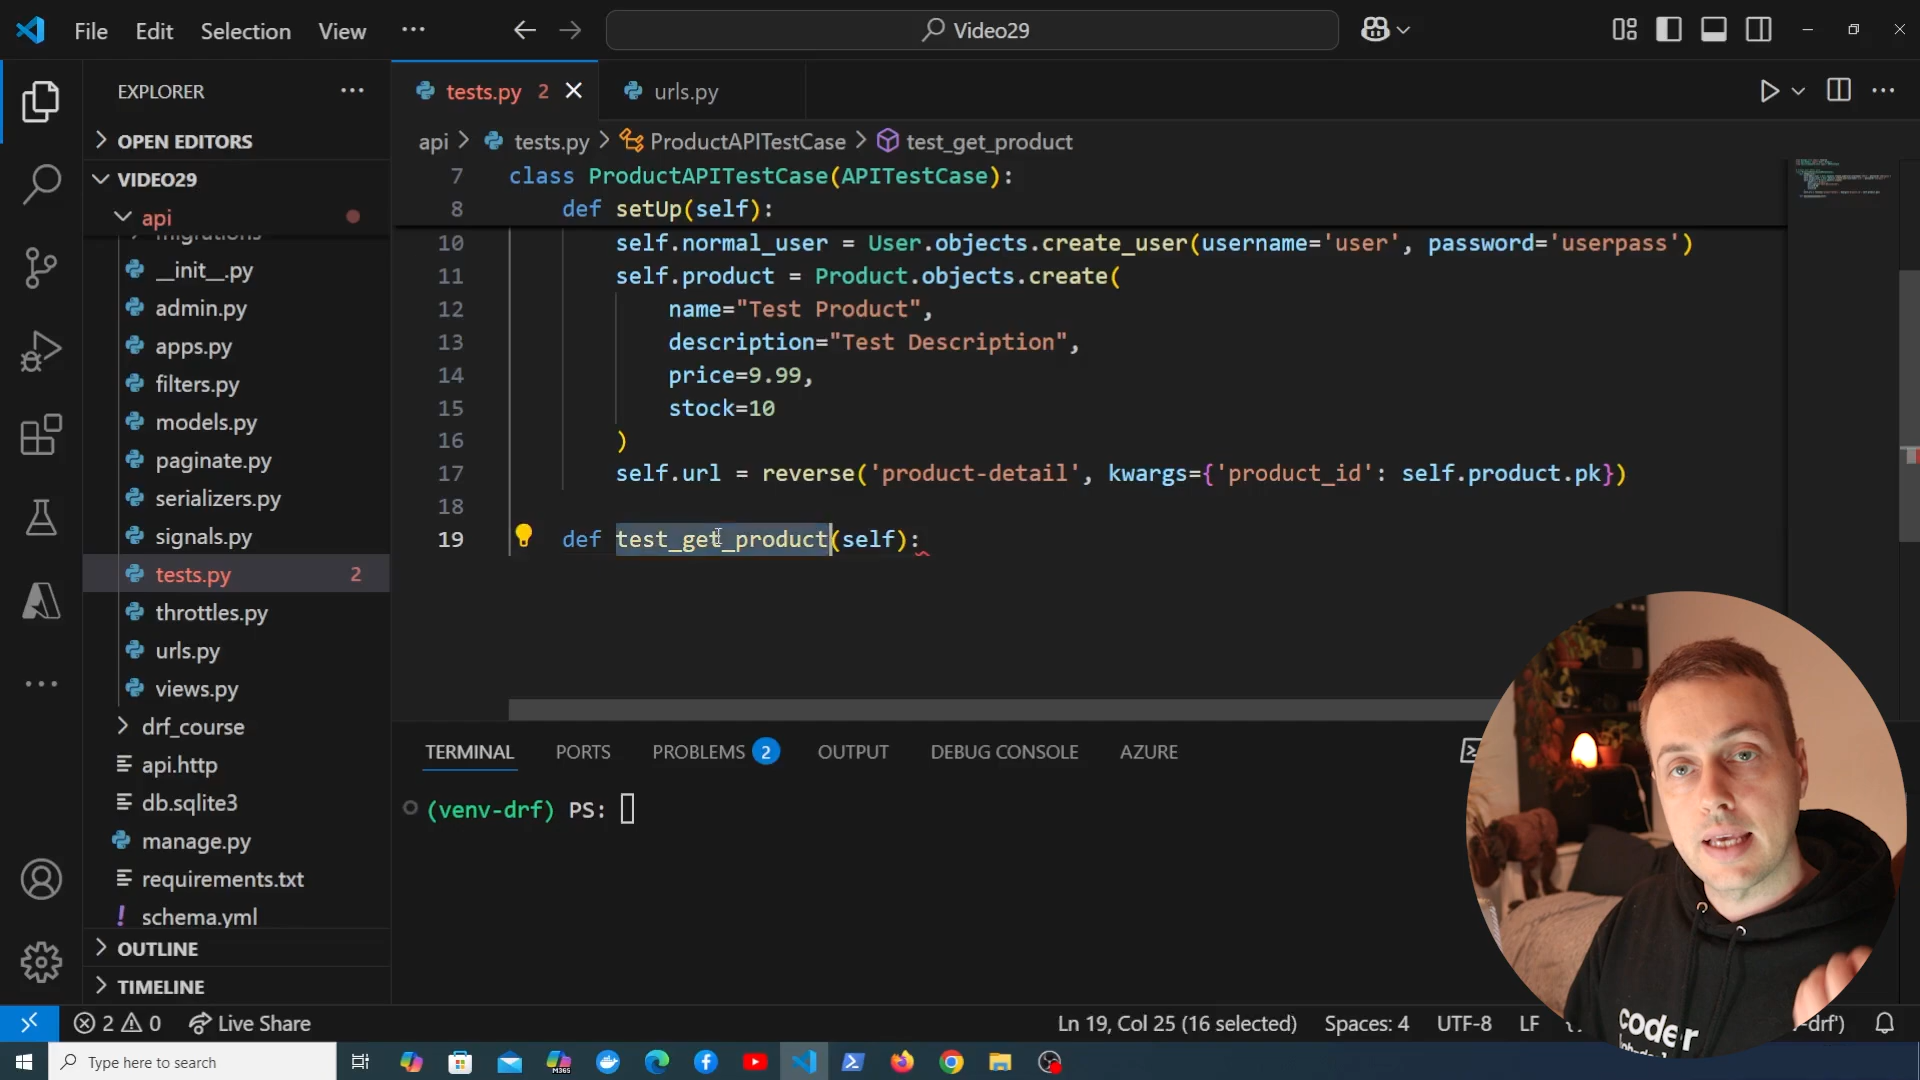 File Edit Selection View ··· Video29
EXPLORER
OPEN EDITORS
VIDEO29
api
migrations
__init__.py
admin.py
apps.py
filters.py
models.py
paginate.py
serializers.py
signals.py
tests.py 2
throttles.py
urls.py
views.py
drf_course
api.http
db.sqlite3
manage.py
requirements.txt
schema.yml
OUTLINE
TIMELINE
tests.py 2 urls.py
api > tests.py > ProductAPITestCase > test_get_product
7 class ProductAPITestCase(APITestCase):
8 def setUp(self):
10 self.normal_user = User.objects.create_user(username='user', password='userpass')
11 self.product = Product.objects.create(
12 name="Test Product",
13 description="Test Description",
14 price=9.99,
15 stock=10
16 )
17 self.url = reverse('product-detail', kwargs={'product_id': self.product.pk})
18
19 def test_get_product(self):
TERMINAL PORTS PROBLEMS 2 OUTPUT DEBUG CONSOLE AZURE
(venv-drf) PS:
coder
2 0 Live Share Ln 19, Col 25 (16 selected) Spaces: 4 UTF-8 LF -drf')
Type here to search
M365